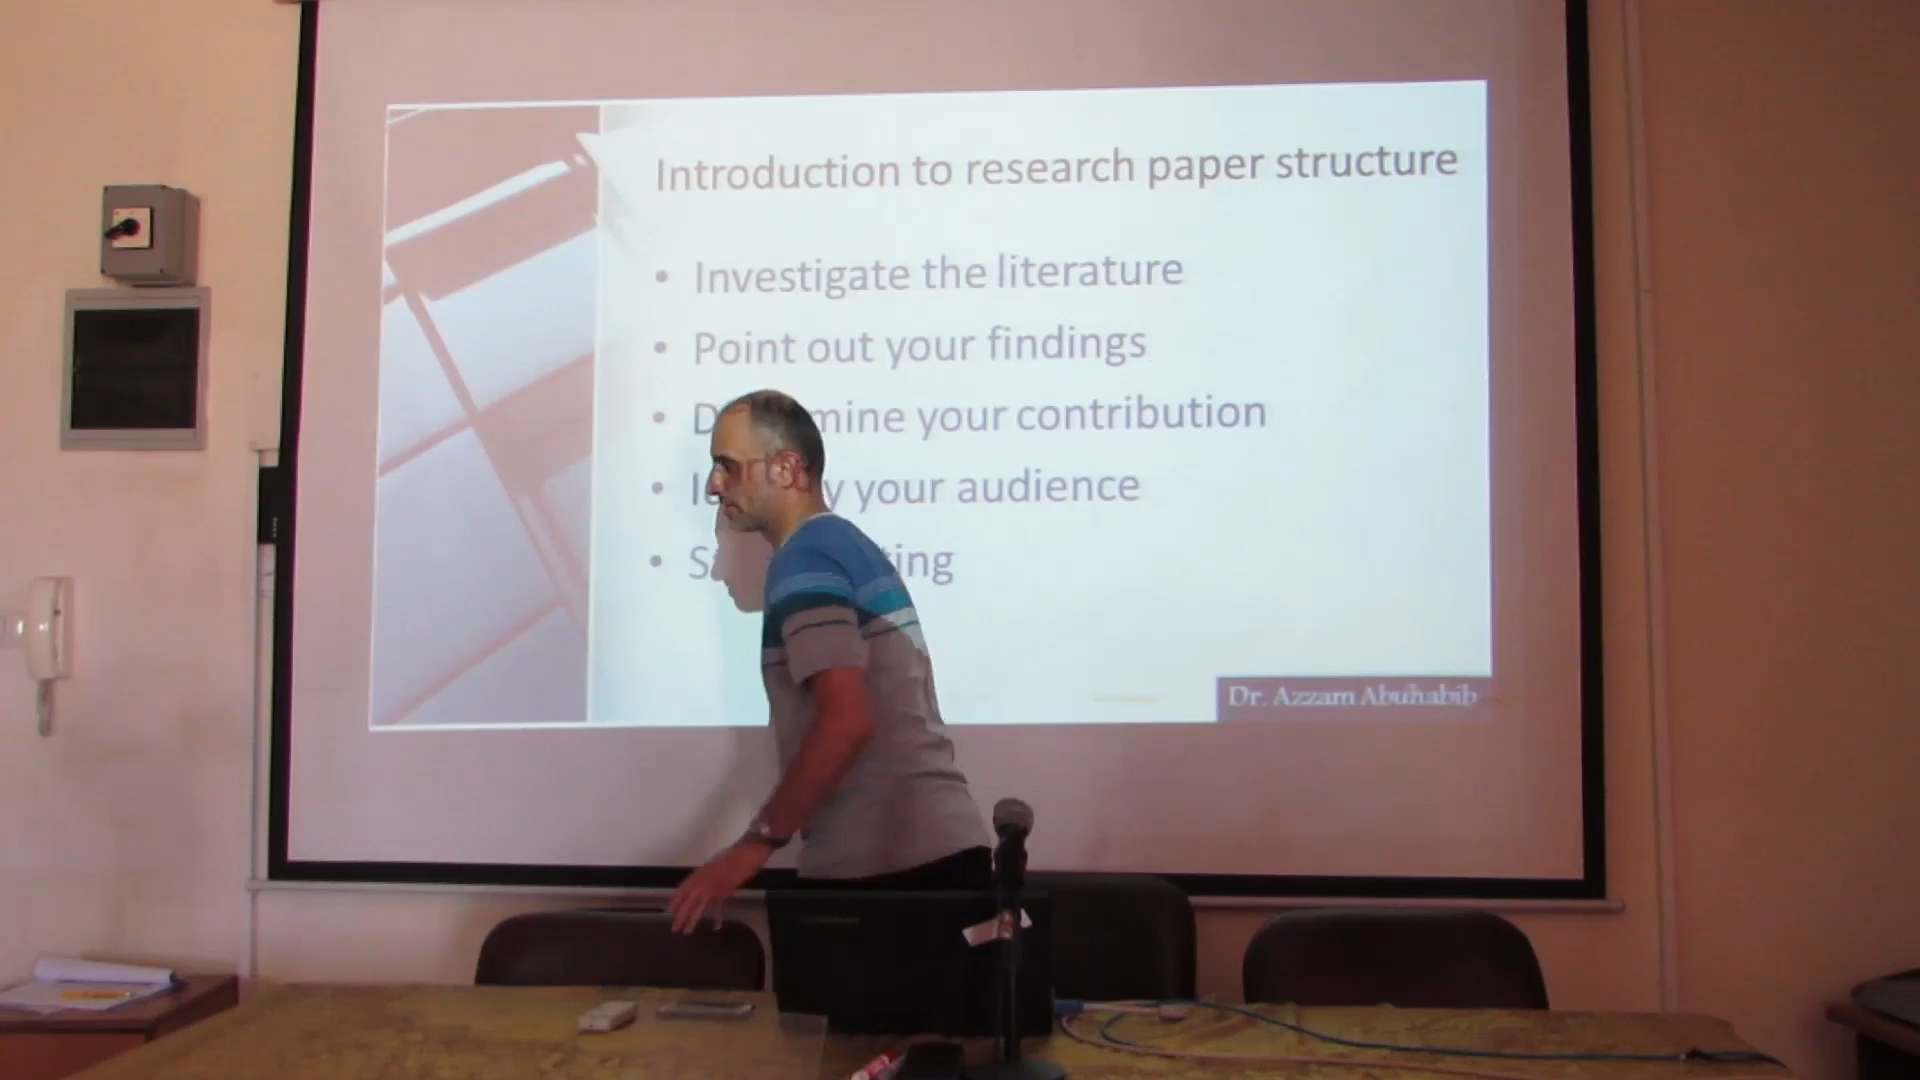 Introduction to research paper structure
• Investigate the literature
• Point out your findings
• mine your contribution
• your audience
•
Dr. Azzam Abuhabib